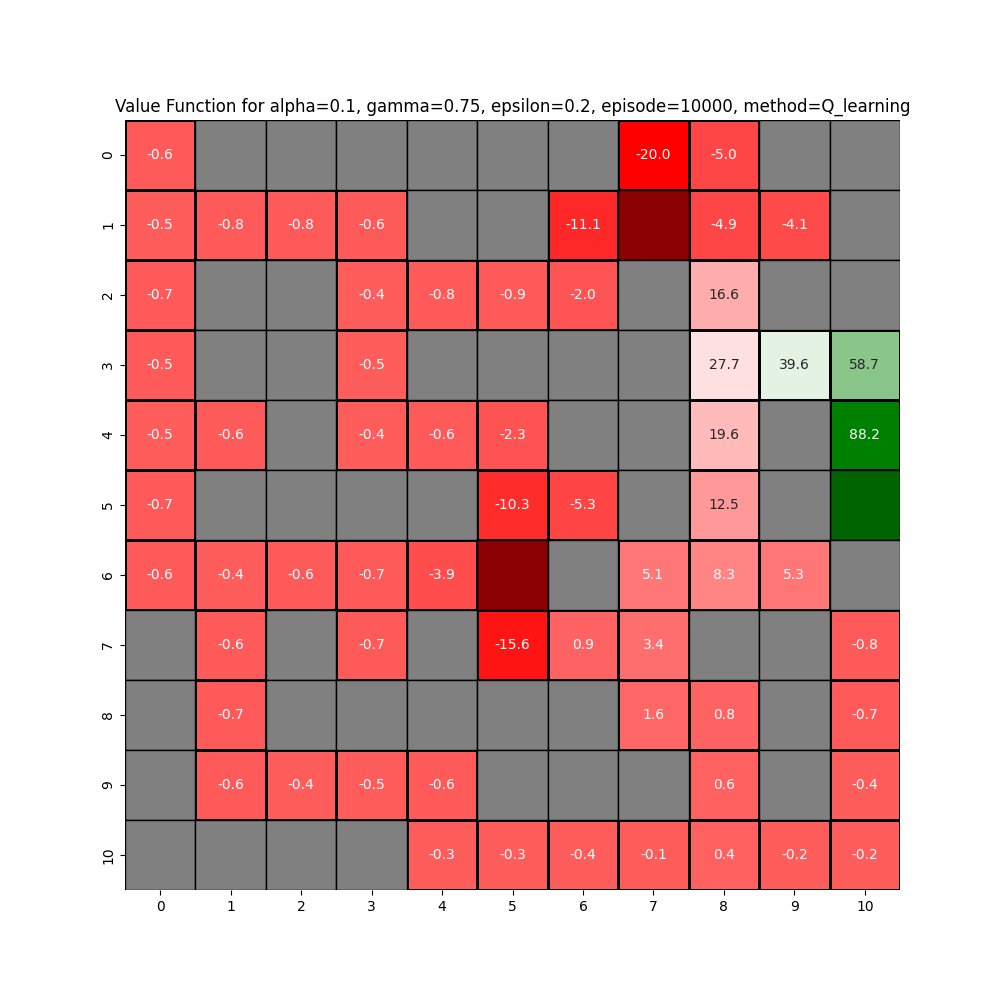 Value Function for alpha=0.1, gamma=0.75, epsilon=0.2, episode=10000, method=Q_learning
0 -0.6 -20.0 -5.0
1 -0.5 -0.8 -0.8 -0.6 -11.1 -4.9 -4.1
2 -0.7 -0.4 -0.8 -0.9 -2.0 16.6
3 -0.5 -0.5 27.7 39.6 58.7
4 -0.5 -0.6 -0.4 -0.6 -2.3 19.6 88.2
5 -0.7 -10.3 -5.3 12.5
6 -0.6 -0.4 -0.6 -0.7 -3.9 5.1 8.3 5.3
7 -0.6 -0.7 -15.6 0.9 3.4 -0.8
8 -0.7 1.6 0.8 -0.7
9 -0.6 -0.4 -0.5 -0.6 0.6 -0.4
10 -0.3 -0.3 -0.4 -0.1 0.4 -0.2 -0.2
0 1 2 3 4 5 6 7 8 9 10